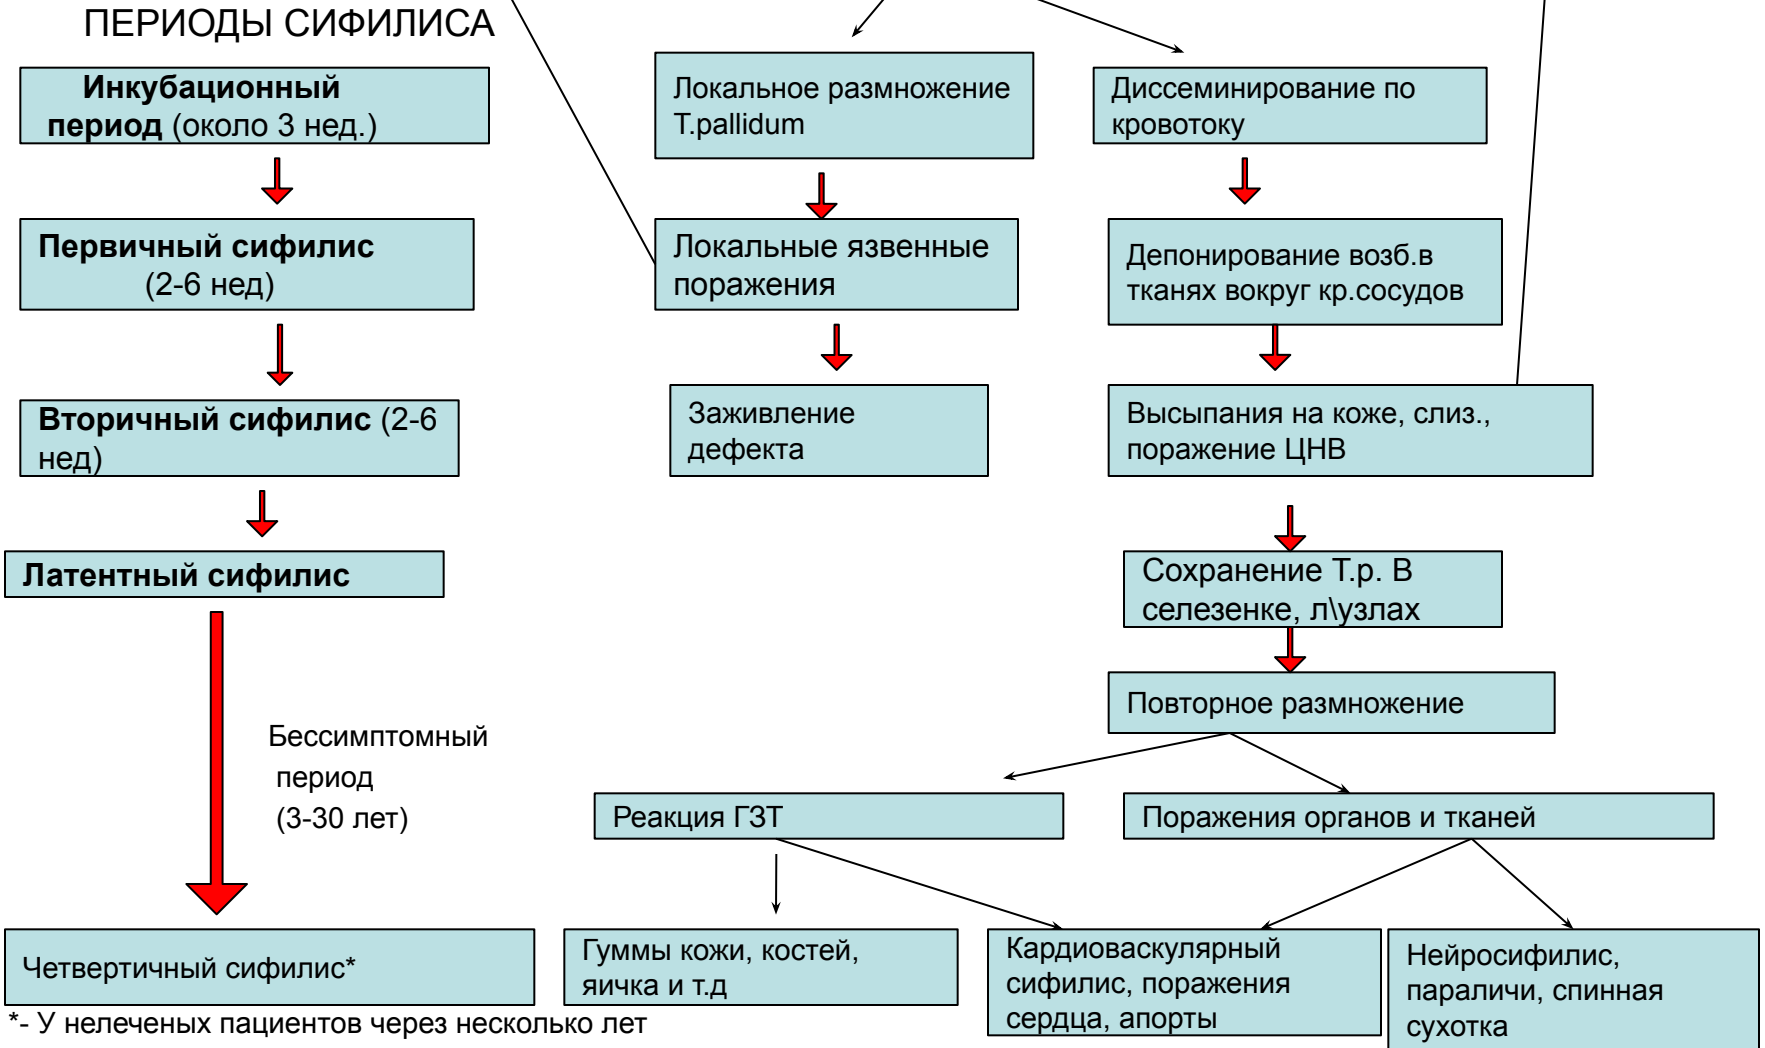 ПЕРИОДЫ СИФИЛИСА
Инкубационный
период (около 3 нед.)
Первичный сифилис
(2-6 нед)
Вторичный сифилис (2-6
нед)
Латентный сифилис
Бессимптомный
период
(3-30 лет)
Четвертичный сифилис*
*- У нелеченых пациентов через несколько лет
Локальное размножение
T.pallidum
Локальные язвенные
поражения
Заживление
дефекта
Диссеминирование по
кровотоку
Депонирование возб.в
тканях вокруг кр.сосудов
Высыпания на коже, слиз.,
поражение ЦНВ
Сохранение Т.р. В
селезенке, л\узлах
Повторное размножение
Реакция ГЗТ
Поражения органов и тканей
Гуммы кожи, костей,
яичка и т.д
Кардиоваскулярный
сифилис, поражения
сердца, апорты
Нейросифилис,
параличи, спинная
сухотка